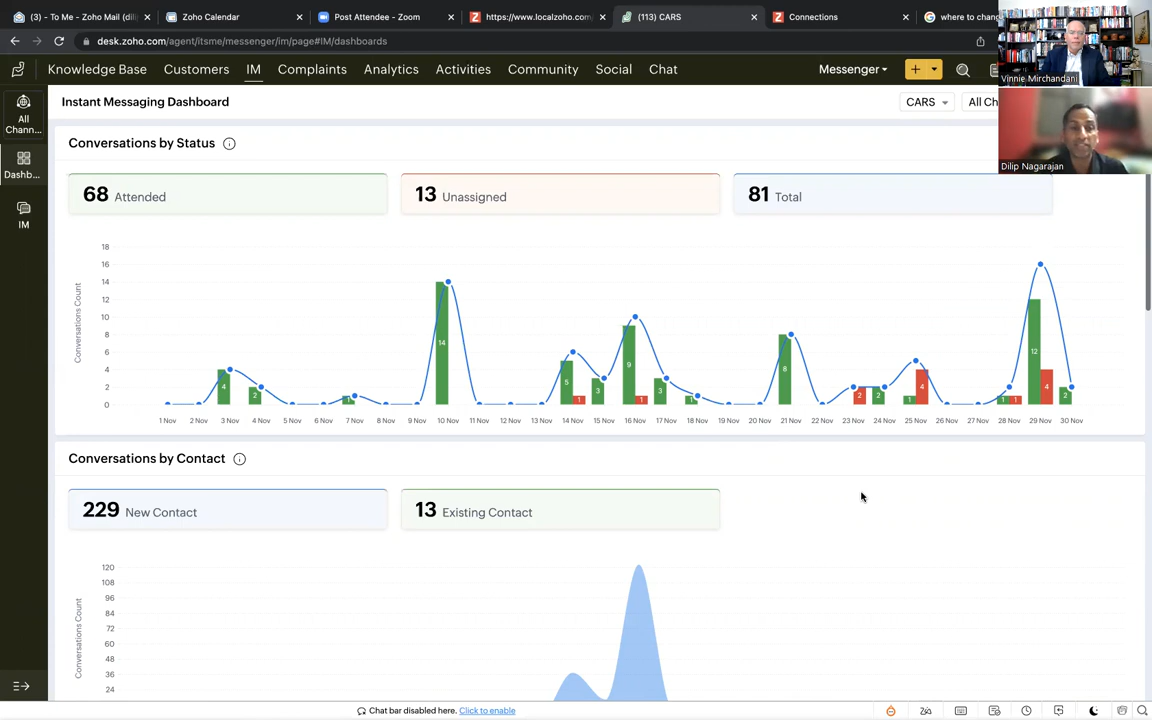 (3) - To Me - Zoho Mail (dili
Zoho Calendar
Post Attendee - Zoom
https://www.localzoho.com/
(113) CARS
Connections
where to chang
desk.zoho.com/agent/itsme/messenger/im/page#IM/dashboards
Knowledge Base Customers IM Complaints Analytics Activities Community Social Chat
Messenger
Vinnie Mirchandani
Dilip Nagarajan
All
Chann...
Dashb...
IM
Instant Messaging Dashboard
CARS
All Ch
Conversations by Status
68 Attended
13 Unassigned
81 Total
Conversations Count
18
16
14
12
10
8
6
4
2
0
4 2 1 14 5 1 3 9 1 3 1 8 2 2 1 4 1 1 12 4 2
1 Nov 2 Nov 3 Nov 4 Nov 5 Nov 6 Nov 7 Nov 8 Nov 9 Nov 10 Nov 11 Nov 12 Nov 13 Nov 14 Nov 15 Nov 16 Nov 17 Nov 18 Nov 19 Nov 20 Nov 21 Nov 22 Nov 23 Nov 24 Nov 25 Nov 26 Nov 27 Nov 28 Nov 29 Nov 30 Nov
Conversations by Contact
229 New Contact
13 Existing Contact
Conversations Count
120
108
96
84
72
60
48
36
24
Chat bar disabled here. Click to enable